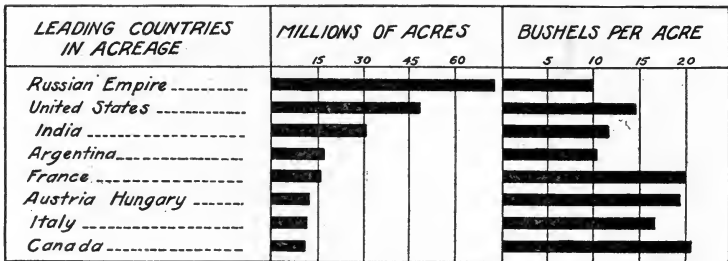 LEADING COUNTRIES
IN ACREAGE
MILLIONS OF ACRES
15 30 45 60
BUSHELS PER ACRE
5 10 15 20
Russian Empire
United States
India
Argentina
France
Austria Hungary
Italy
Canada